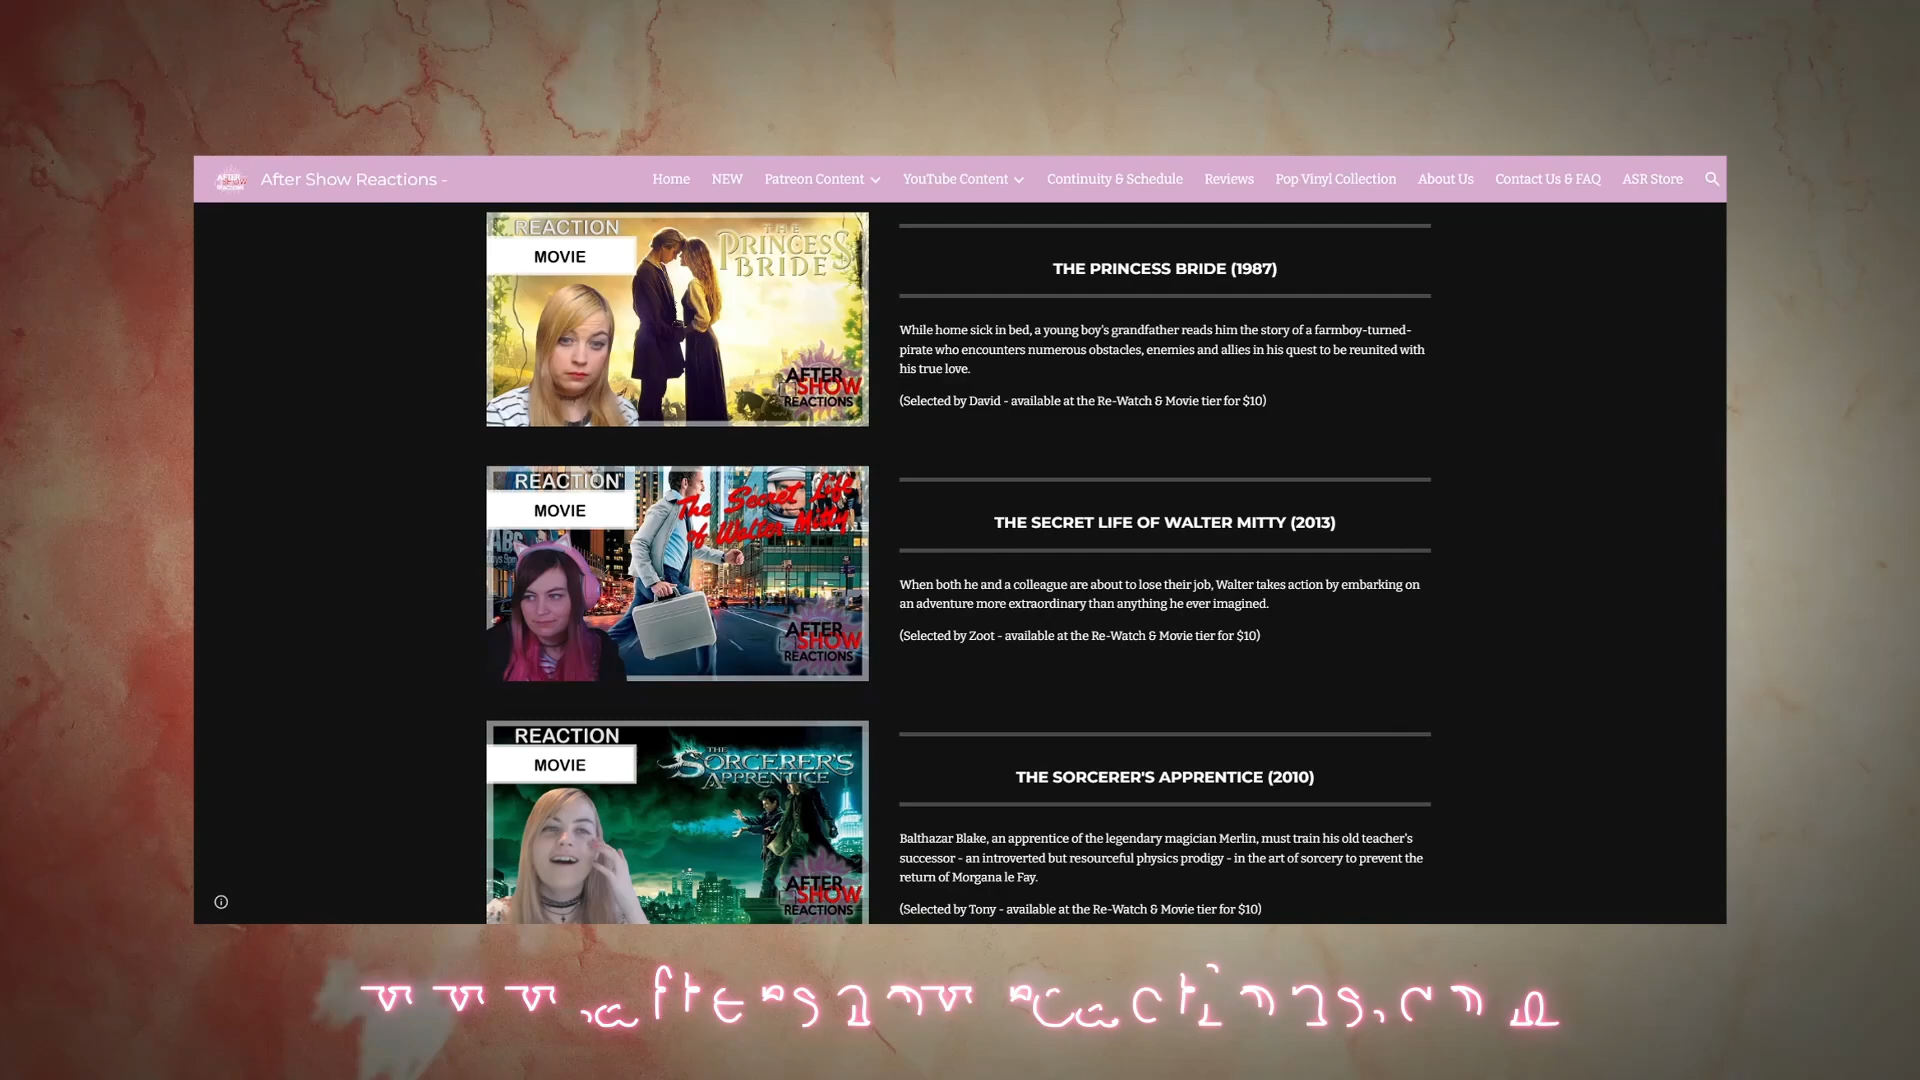 After Show Reactions -
Home NEW Patreon Content YouTube Content Continuity & Schedule Reviews Pop Vinyl Collection About Us Contact Us & FAQ ASR Store
REACTION
MOVIE
THE PRINCESS BRIDE
AFTER SHOW REACTIONS
THE PRINCESS BRIDE (1987)
While home sick in bed, a young boy's grandfather reads him the story of a farmboy-turned-
pirate who encounters numerous obstacles, enemies and allies in his quest to be reunited with
his true love.
(Selected by David - available at the Re-Watch & Movie tier for $10)
REACTION
MOVIE
The Secret Life
of Walter Mitty
AFTER SHOW REACTIONS
THE SECRET LIFE OF WALTER MITTY (2013)
When both he and a colleague are about to lose their job, Walter takes action by embarking on
an adventure more extraordinary than anything he ever imagined.
(Selected by Zoot - available at the Re-Watch & Movie tier for $10)
REACTION
MOVIE
THE SORCERER'S APPRENTICE
AFTER SHOW REACTIONS
THE SORCERER'S APPRENTICE (2010)
Balthazar Blake, an apprentice of the legendary magician Merlin, must train his old teacher's
successor - an introverted but resourceful physics prodigy - in the art of sorcery to prevent the
return of Morgana le Fay.
(Selected by Tony - available at the Re-Watch & Movie tier for $10)